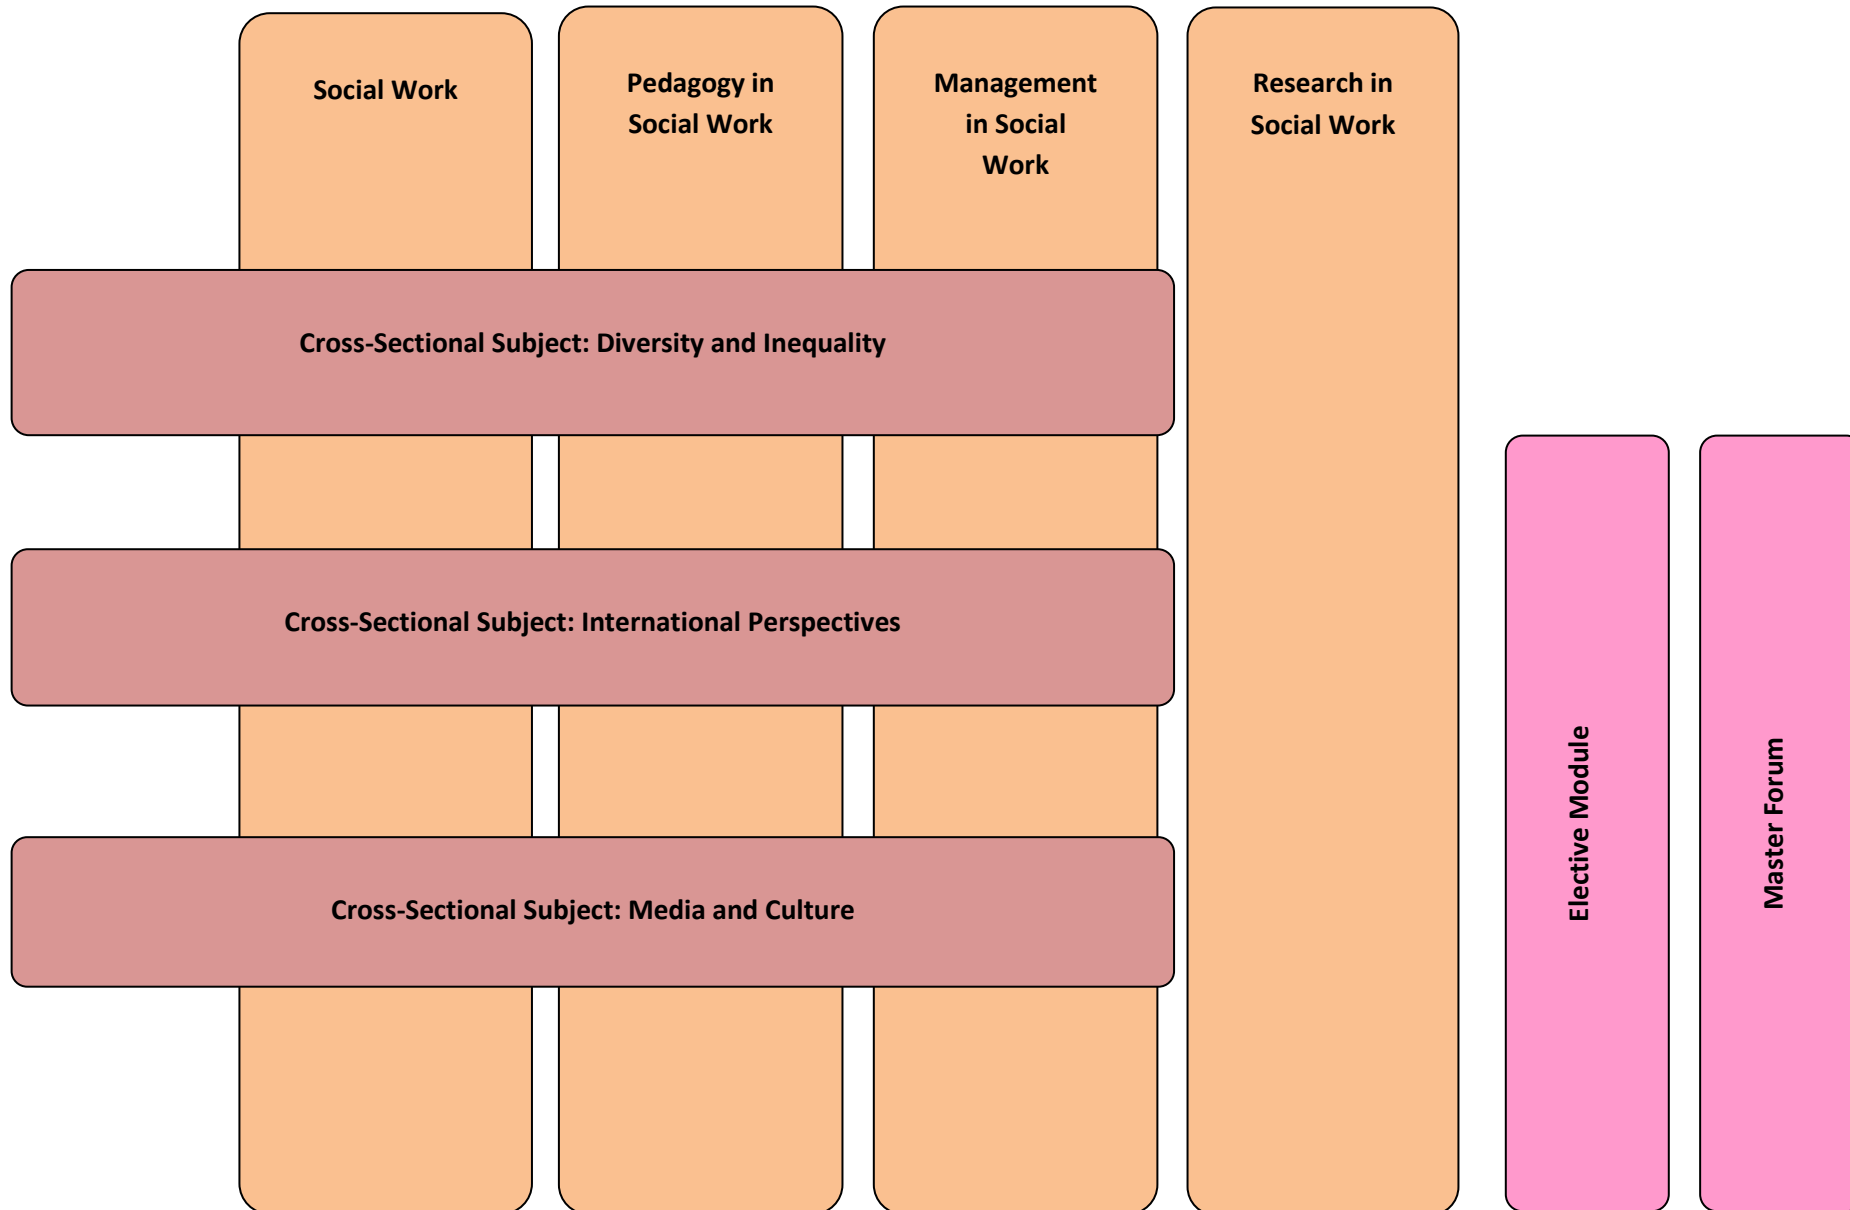 Social Work
Pedagogy in
Social Work
Management
in Social
Work
Research in
Social Work
Cross-Sectional Subject: Diversity and Inequality
Cross-Sectional Subject: International Perspectives
Cross-Sectional Subject: Media and Culture
Elective Module
Master Forum